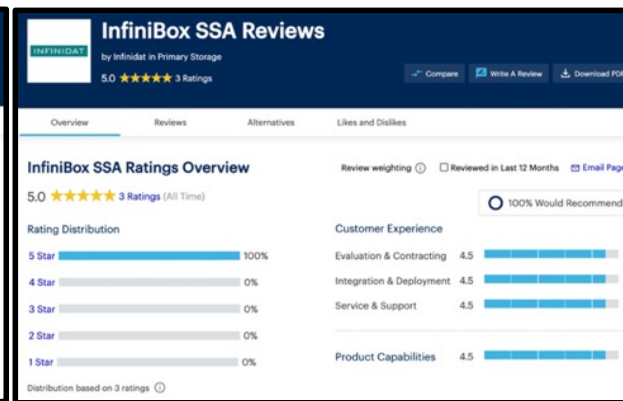 InfiniBox SSA Reviews
INFINIDAT
by Infinidat in Primary Storage
5.0 ★★★★★ 3 Ratings
Compare Write A Review Download PDF
Overview Reviews Alternatives Likes and Dislikes
InfiniBox SSA Ratings Overview
Review weighting Reviewed in Last 12 Months Email Page
5.0 ★★★★★ 3 Ratings (All Time)
100% Would Recommend
Rating Distribution
Customer Experience
5 Star 100%
Evaluation & Contracting 4.5
4 Star 0%
Integration & Deployment 4.5
3 Star 0%
Service & Support 4.5
2 Star 0%
Product Capabilities 4.5
1 Star 0%
Distribution based on 3 ratings